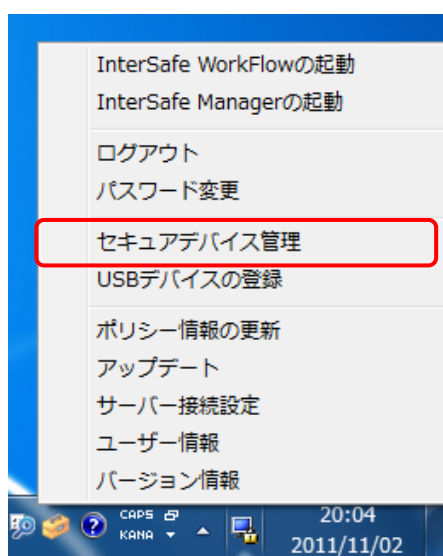 InterSafe WorkFlowの起動
InterSafe Managerの起動
ログアウト
パスワード変更
セキュアデバイス管理
USBデバイスの登録
ポリシー情報の更新
アップデート
サーバー接続設定
ユーザー情報
バージョン情報
CAPS
KANA
20:04
2011/11/02